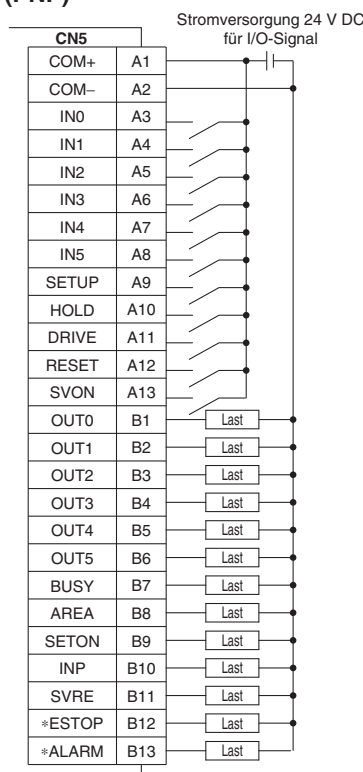 (PNP)
Stromversorgung 24 V DC
für I/O-Signal
CN5
COM+ A1
COM− A2
IN0 A3
IN1 A4
IN2 A5
IN3 A6
IN4 A7
IN5 A8
SETUP A9
HOLD A10
DRIVE A11
RESET A12
SVON A13
OUT0 B1 Last
OUT1 B2 Last
OUT2 B3 Last
OUT3 B4 Last
OUT4 B5 Last
OUT5 B6 Last
BUSY B7 Last
AREA B8 Last
SETON B9 Last
INP B10 Last
SVRE B11 Last
∗ESTOP B12 Last
∗ALARM B13 Last